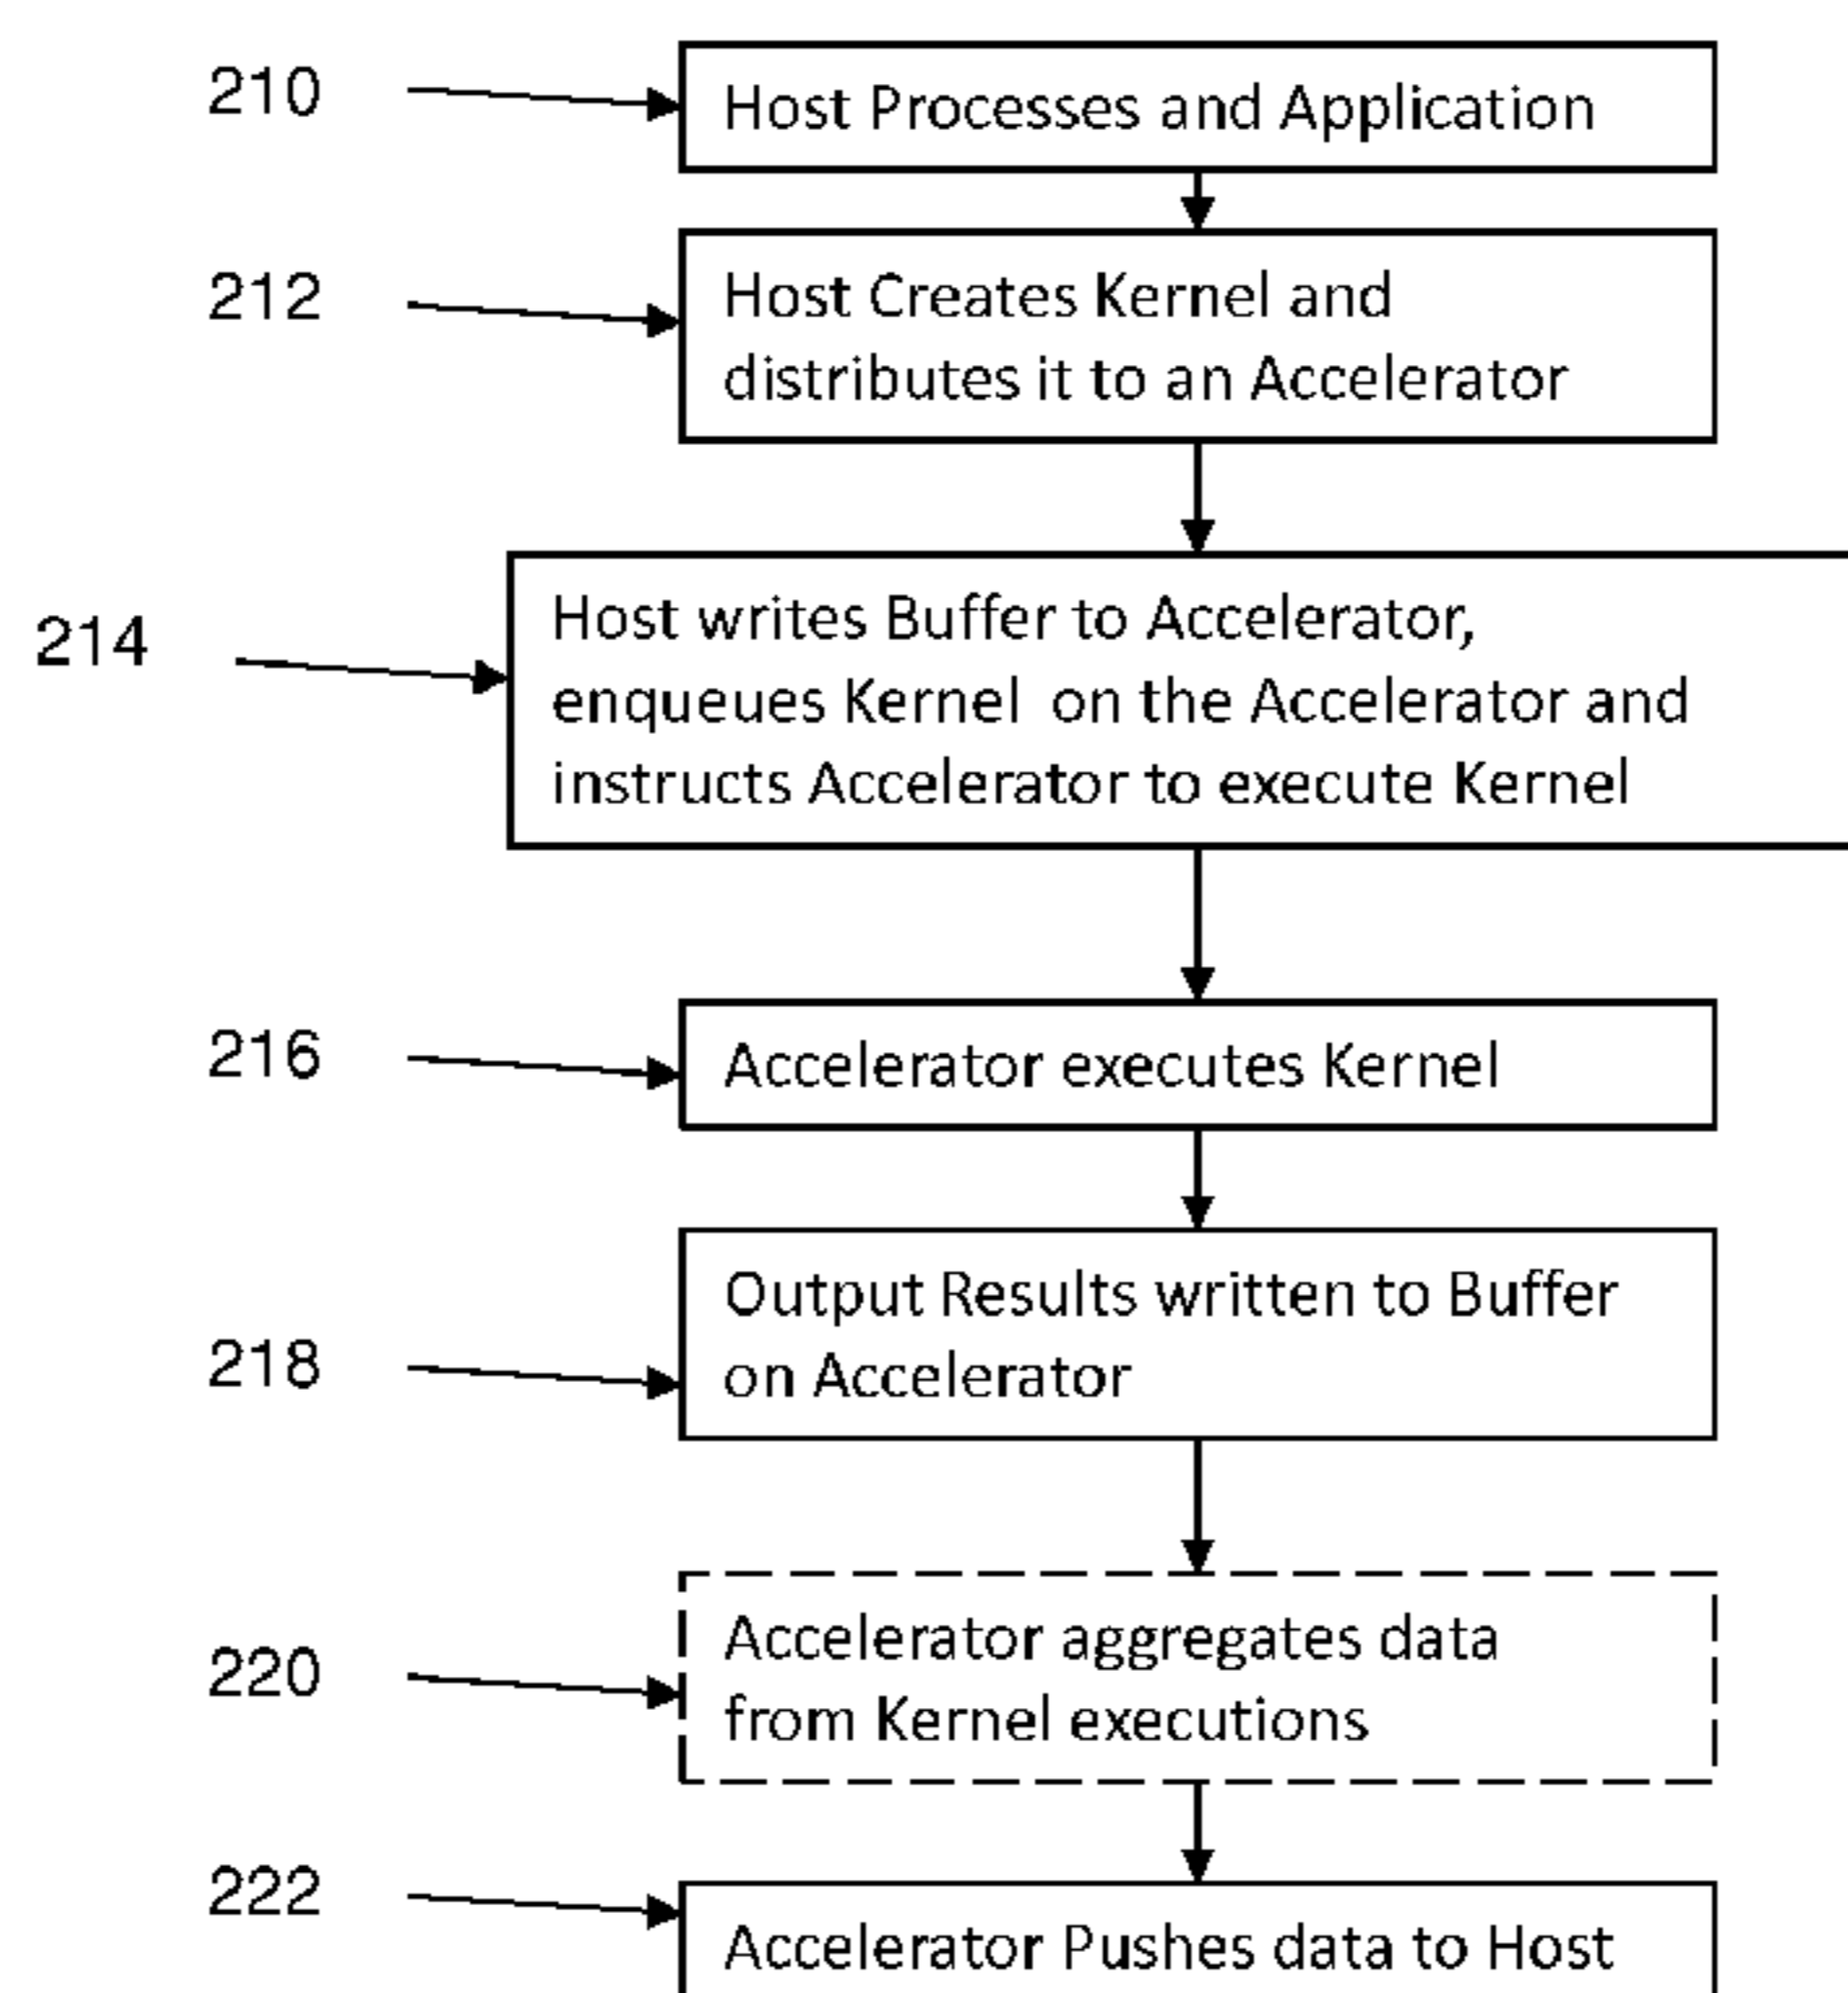 210
Host Processes and Application
212
Host Creates Kernel and
distributes it to an Accelerator
214
Host writes Buffer to Accelerator,
enqueues Kernel on the Accelerator and
instructs Accelerator to execute Kernel
216
Accelerator executes Kernel
218
Output Results written to Buffer
on Accelerator
220
Accelerator aggregates data
from Kernel executions
222
Accelerator Pushes data to Host